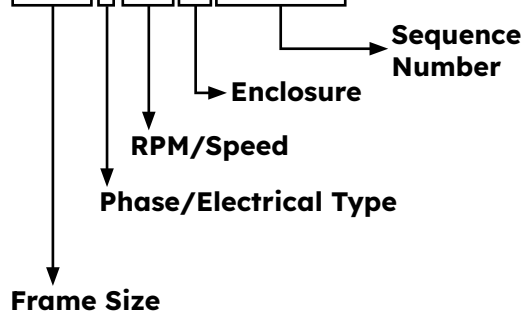 Sequence
Number
Enclosure
RPM/Speed
Phase/Electrical Type
Frame Size